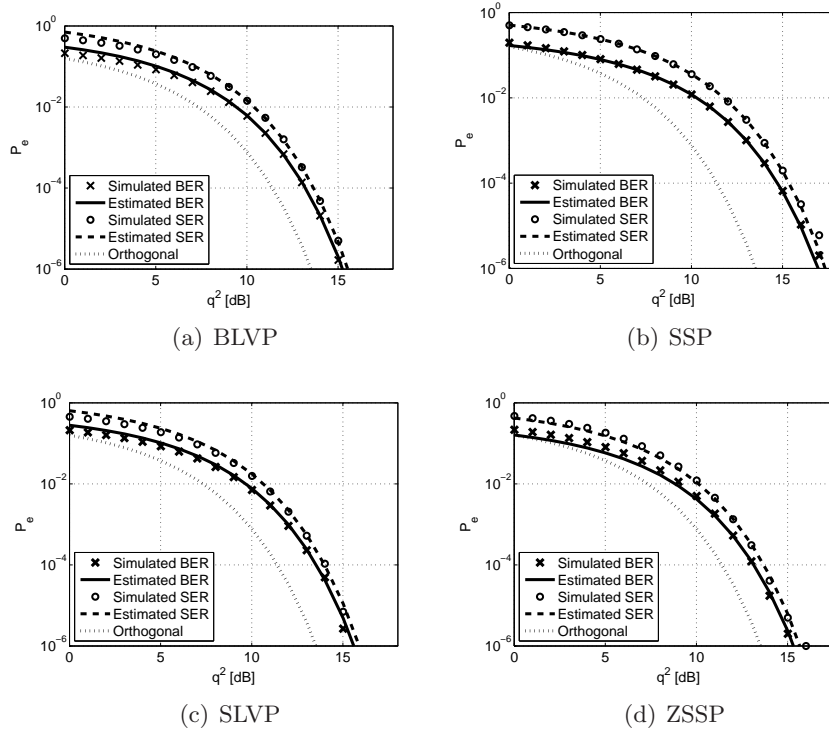 10^0
10^-2
10^-4
10^-6
P_e
0 5 10 15
q^2 [dB]
Simulated BER
Estimated BER
Simulated SER
Estimated SER
Orthogonal
(a) BLVP
10^0
10^-2
10^-4
10^-6
P_e
0 5 10 15
q^2 [dB]
Simulated BER
Estimated BER
Simulated SER
Estimated SER
Orthogonal
(b) SSP
10^0
10^-2
10^-4
10^-6
P_e
0 5 10 15
q^2 [dB]
Simulated BER
Estimated BER
Simulated SER
Estimated SER
Orthogonal
(c) SLVP
10^0
10^-2
10^-4
10^-6
P_e
0 5 10 15
q^2 [dB]
Simulated BER
Estimated BER
Simulated SER
Estimated SER
Orthogonal
(d) ZSSP